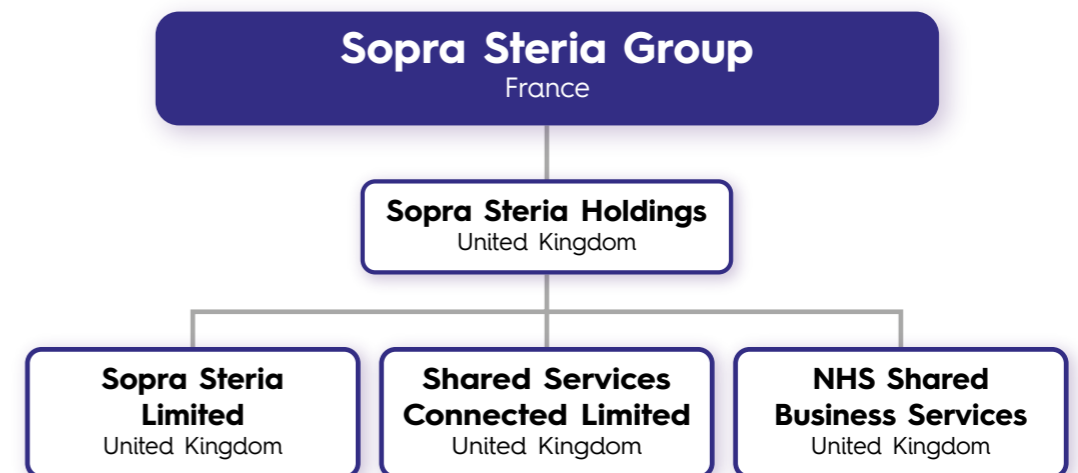 Sopra Steria Group
France
Sopra Steria Holdings
United Kingdom
Sopra Steria
Limited
United Kingdom
Shared Services
Connected Limited
United Kingdom
NHS Shared
Business Services
United Kingdom